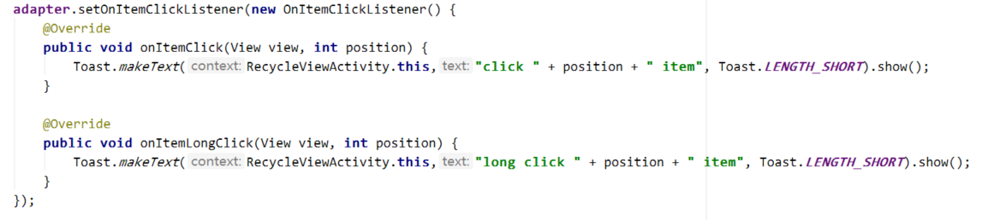 adapter.setOnItemClickListener(new OnItemClickListener() {
@Override
public void onItemClick(View view, int position) {
Toast.makeText( context: RecycleViewActivity.this, text: "click " + position + " item", Toast.LENGTH_SHORT).show();
}
@Override
public void onItemLongClick(View view, int position) {
Toast.makeText( context: RecycleViewActivity.this, text: "long click " + position + " item", Toast.LENGTH_SHORT).show();
}
});